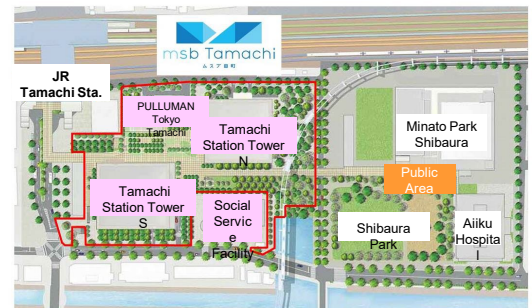 msb Tamachi
ムスブ田町
JR
Tamachi Sta.
PULLUMAN
Tokyo
Tamachi
Tamachi
Station Tower
N
Minato Park
Shibaura
Public
Area
Tamachi
Station Tower
S
Social
Servic
e
Facility
Shibaura
Park
Aiiku
Hospita
l